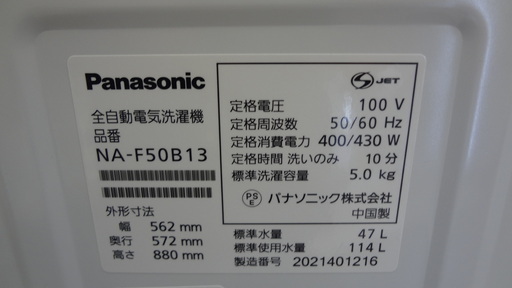 Panasonic
全自動電気洗濯機
品番
NA-F50B13
外形寸法
幅 562 mm
奥行 572 mm
高さ 880 mm
S JET
定格電圧 100 V
定格周波数 50/60 Hz
定格消費電力 400/430 W
定格時間 洗いのみ 10 分
標準洗濯容量 5.0 kg
PS E パナソニック株式会社
中国製
標準水量 47 L
標準使用水量 114 L
製造番号 2021401216